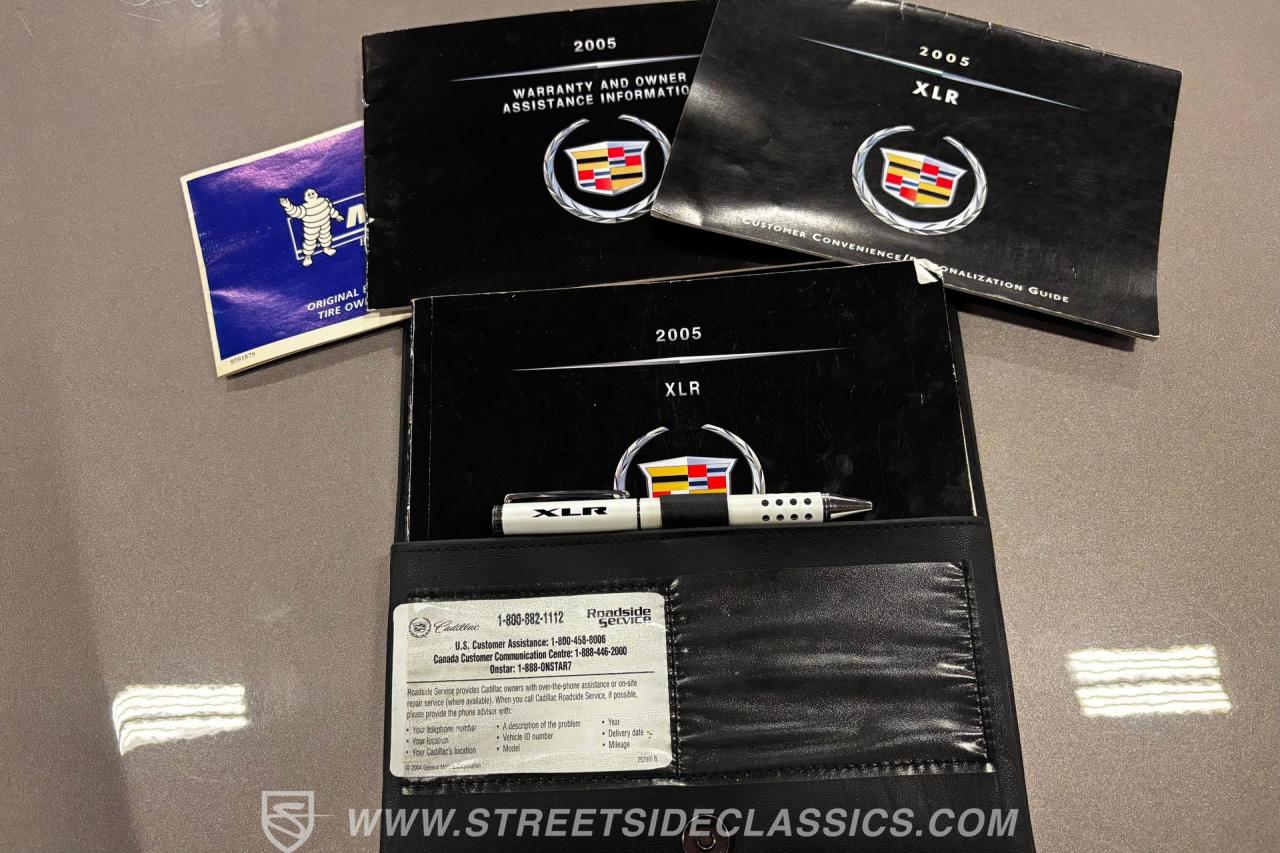 2005
WARRANTY AND OWNER
ASSISTANCE INFORMATIO
2005
XLR
CUSTOMER CONVENIENCE/ GUIDE
ORIGINAL
TIRE
9591879
2005
XLR
XLR
Cadillac
1-800-882-1112
Roadside
Service
U.S. Customer Assistance: 1-800-458-8006
Canada Customer Communication Centre: 1-888-446-2000
Onstar: 1-888-ONSTAR7
Roadside Service provides Cadillac owners with over-the-phone assistance or on-site
repair service (where available). When you call Cadillac Roadside Service, if possible,
please provide the phone advisor with:
• Your telephone number
• Your location
• Your Cadillac's location
• A description of the problem
• Vehicle ID number
• Model
• Year
• Delivery date
• Mileage
© 2004 General Motors Corporation
WWW.STREETSIDECLASSICS.COM